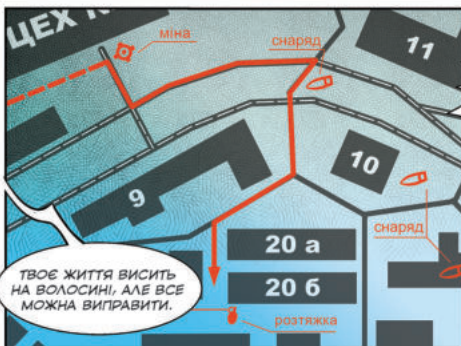 ЦЕХ
міна
снаряд
11
10
9
снаряд
20 а
20 б
розтяжка
ТВОЄ ЖИТТЯ ВИСИТЬ
НА ВОЛОСИНІ, АЛЕ ВСЕ
МОЖНА ВИПРАВИТИ.